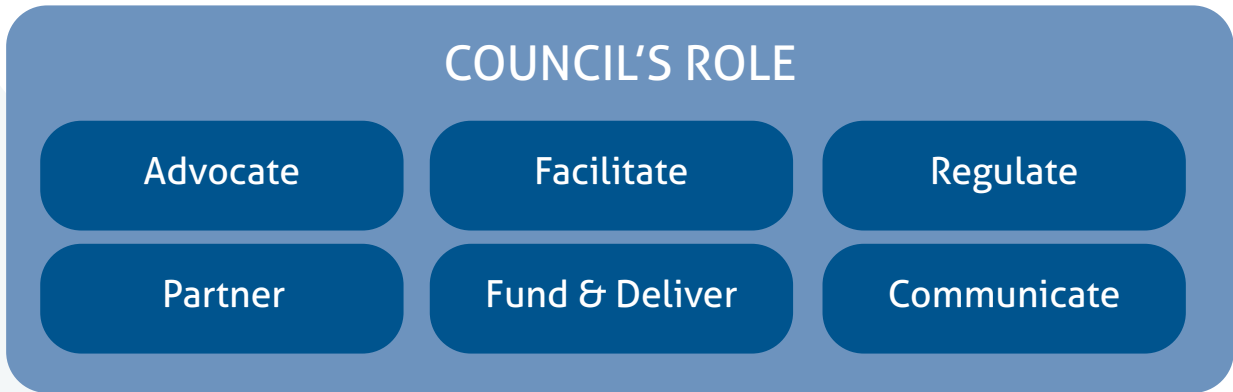 COUNCIL’S ROLE
Advocate
Facilitate
Regulate
Partner
Fund & Deliver
Communicate